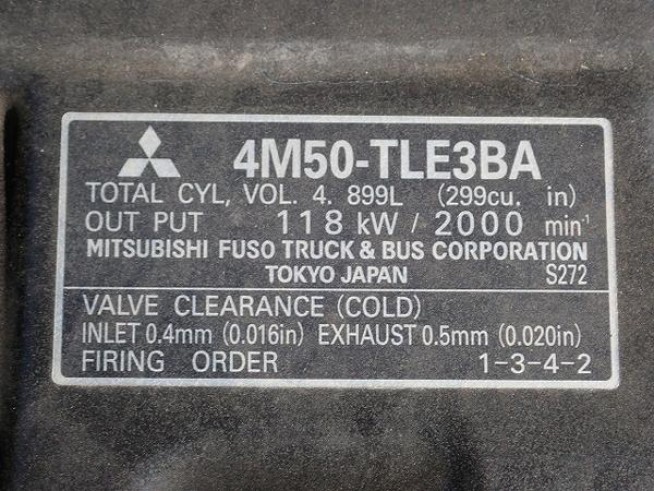 4M50-TLE3BA
TOTAL CYL, VOL. 4. 899L (299cu. in)
OUT PUT 118 kW / 2000 min⁻¹
MITSUBISHI FUSO TRUCK & BUS CORPORATION
TOKYO JAPAN S272
VALVE CLEARANCE (COLD)
INLET 0.4mm (0.016in) EXHAUST 0.5mm (0.020in)
FIRING ORDER 1-3-4-2